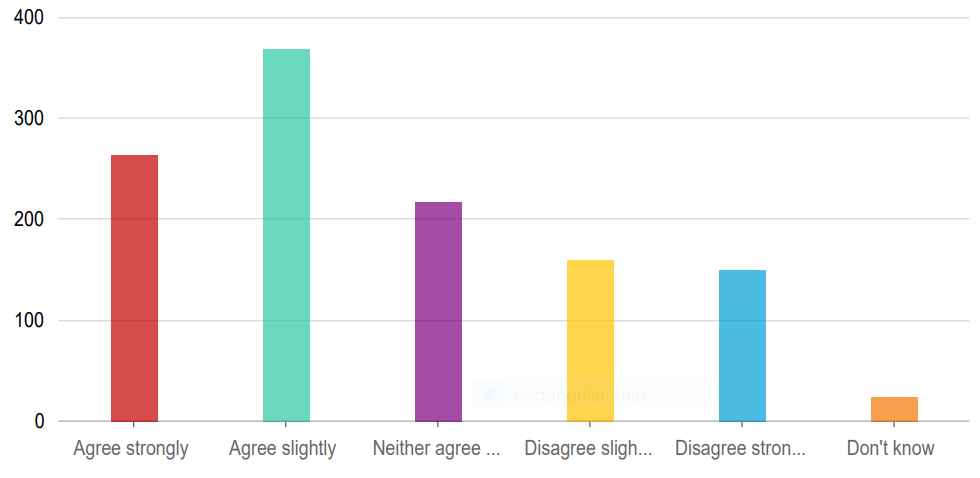 400
300
200
100
0
Rectangular Snip
Agree strongly Agree slightly Neither agree ... Disagree sligh... Disagree stron... Don't know